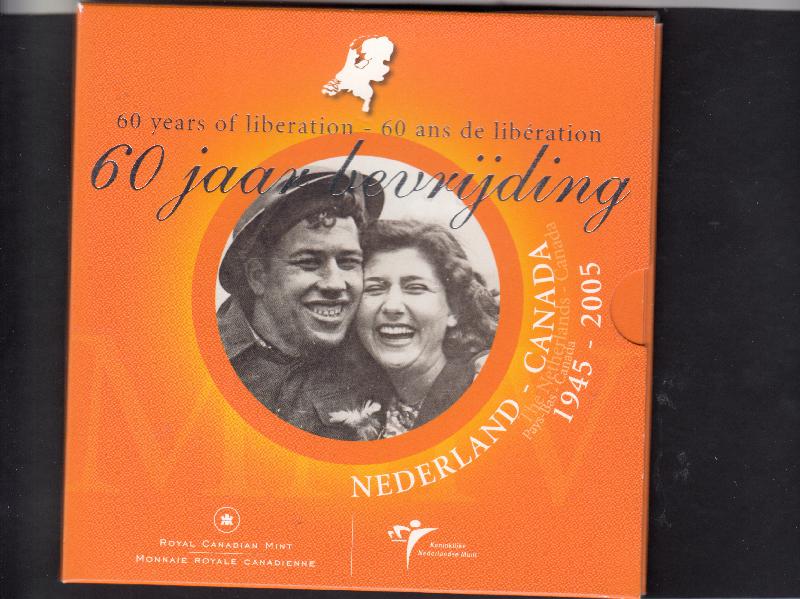 60 years of liberation - 60 ans de libération
60 jaar bevrijding
NEDERLAND - CANADA
The Netherlands - Canada
Pays-Bas - Canada
1945 - 2005
ROYAL CANADIAN MINT
MONNAIE ROYALE CANADIENNE
Koninklijke
Nederlandse Munt